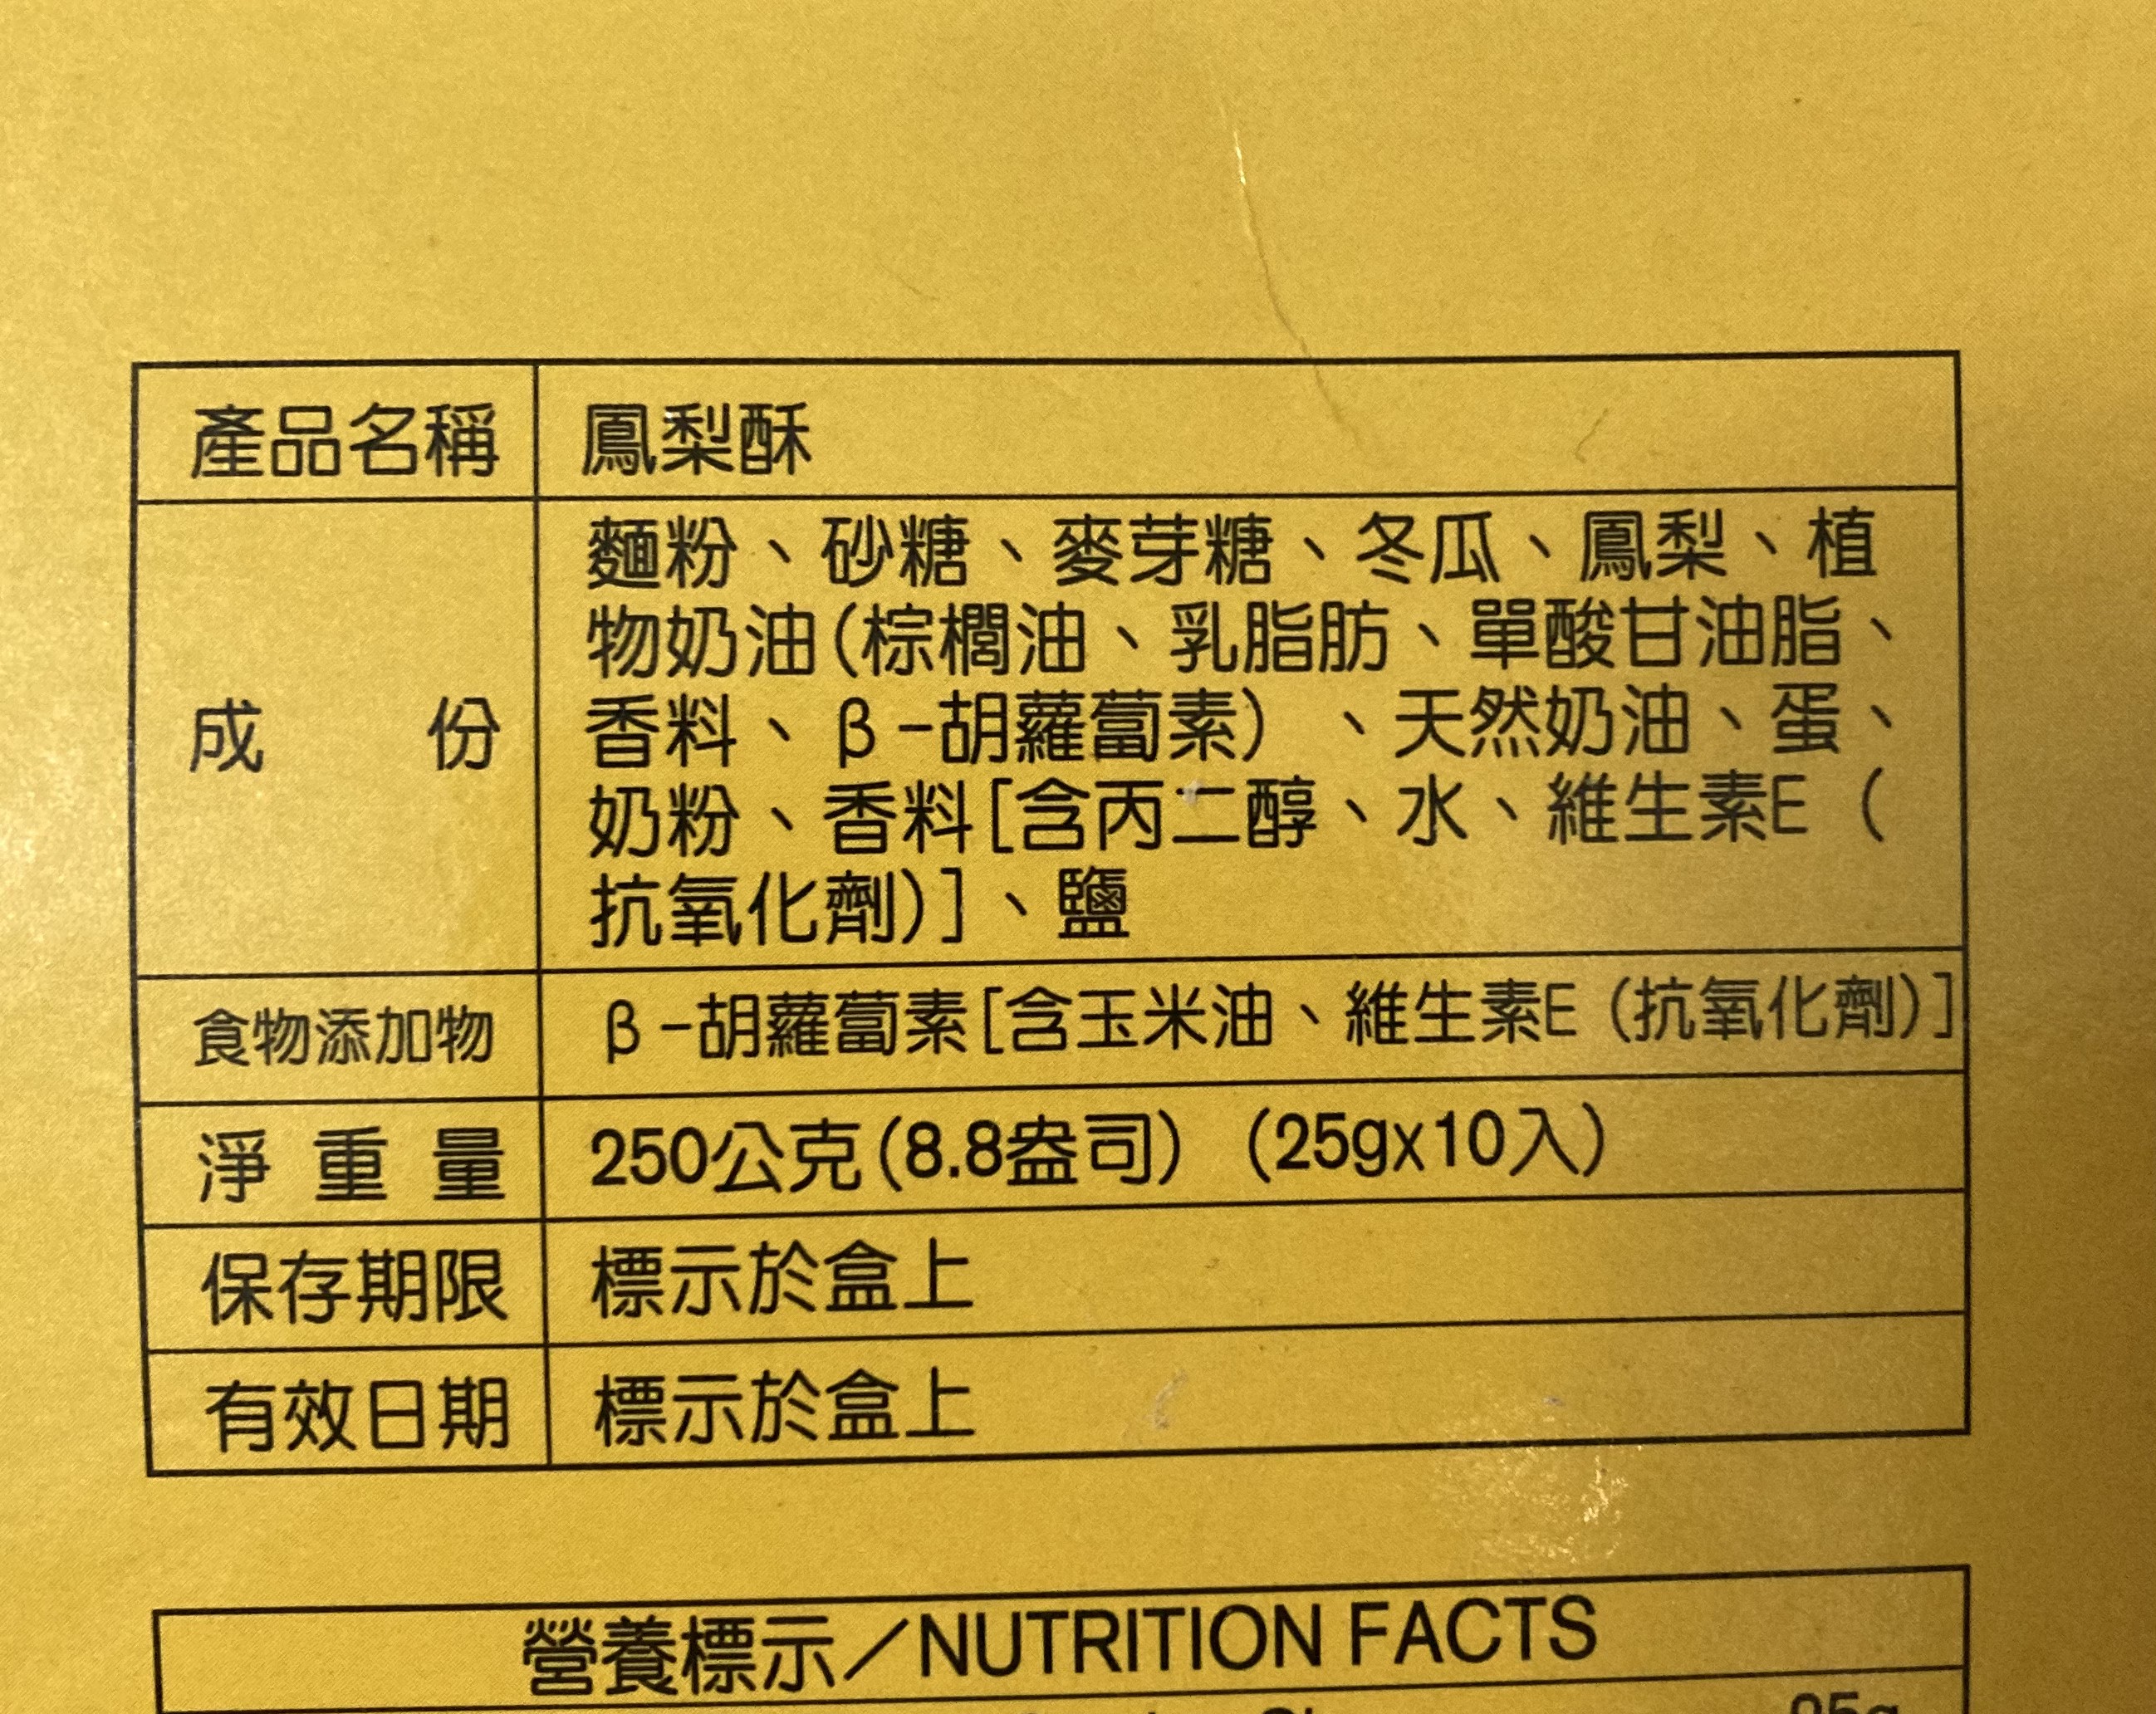 產品名稱 鳳梨酥
成份 麵粉、砂糖、麥芽糖、冬瓜、鳳梨、植
物奶油(棕櫚油、乳脂肪、單酸甘油脂、
香料、β-胡蘿蔔素)、天然奶油、蛋、
奶粉、香料[含丙二醇、水、維生素E(
抗氧化劑)]、鹽
食物添加物 β-胡蘿蔔素[含玉米油、維生素E(抗氧化劑)]
淨重量 250公克(8.8盎司) (25gx10入)
保存期限 標示於盒上
有效日期 標示於盒上
營養標示/NUTRITION FACTS